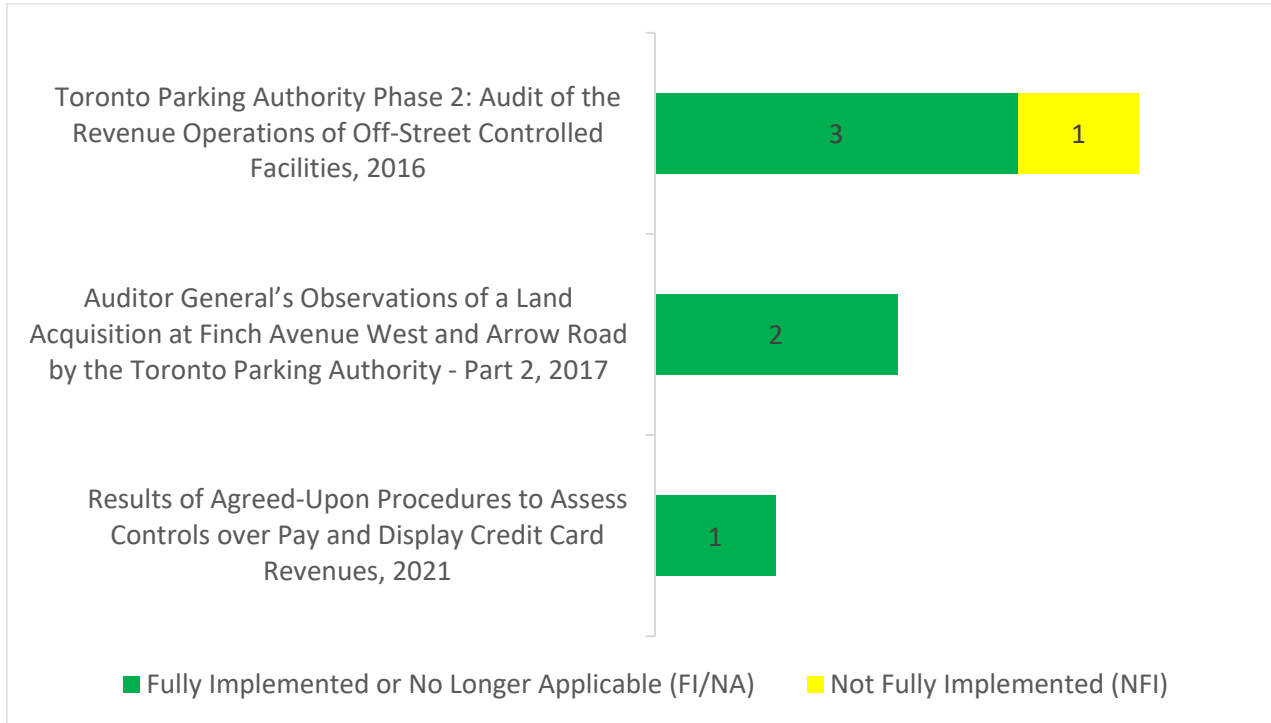 Toronto Parking Authority Phase 2: Audit of the
Revenue Operations of Off-Street Controlled
Facilities, 2016
3
1
Auditor General’s Observations of a Land
Acquisition at Finch Avenue West and Arrow Road
by the Toronto Parking Authority - Part 2, 2017
2
Results of Agreed-Upon Procedures to Assess
Controls over Pay and Display Credit Card
Revenues, 2021
1
Fully Implemented or No Longer Applicable (FI/NA)
Not Fully Implemented (NFI)